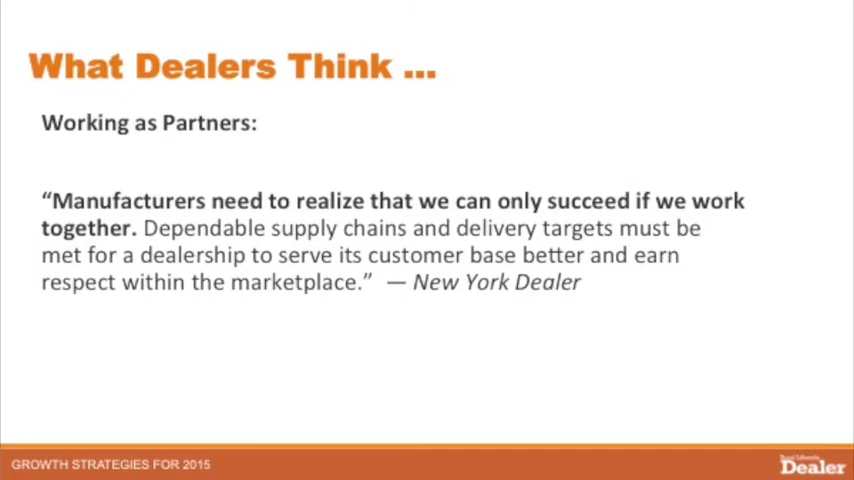 What Dealers Think ...
Working as Partners:
“Manufacturers need to realize that we can only succeed if we work
together. Dependable supply chains and delivery targets must be
met for a dealership to serve its customer base better and earn
respect within the marketplace.” — New York Dealer
GROWTH STRATEGIES FOR 2015
Dealer